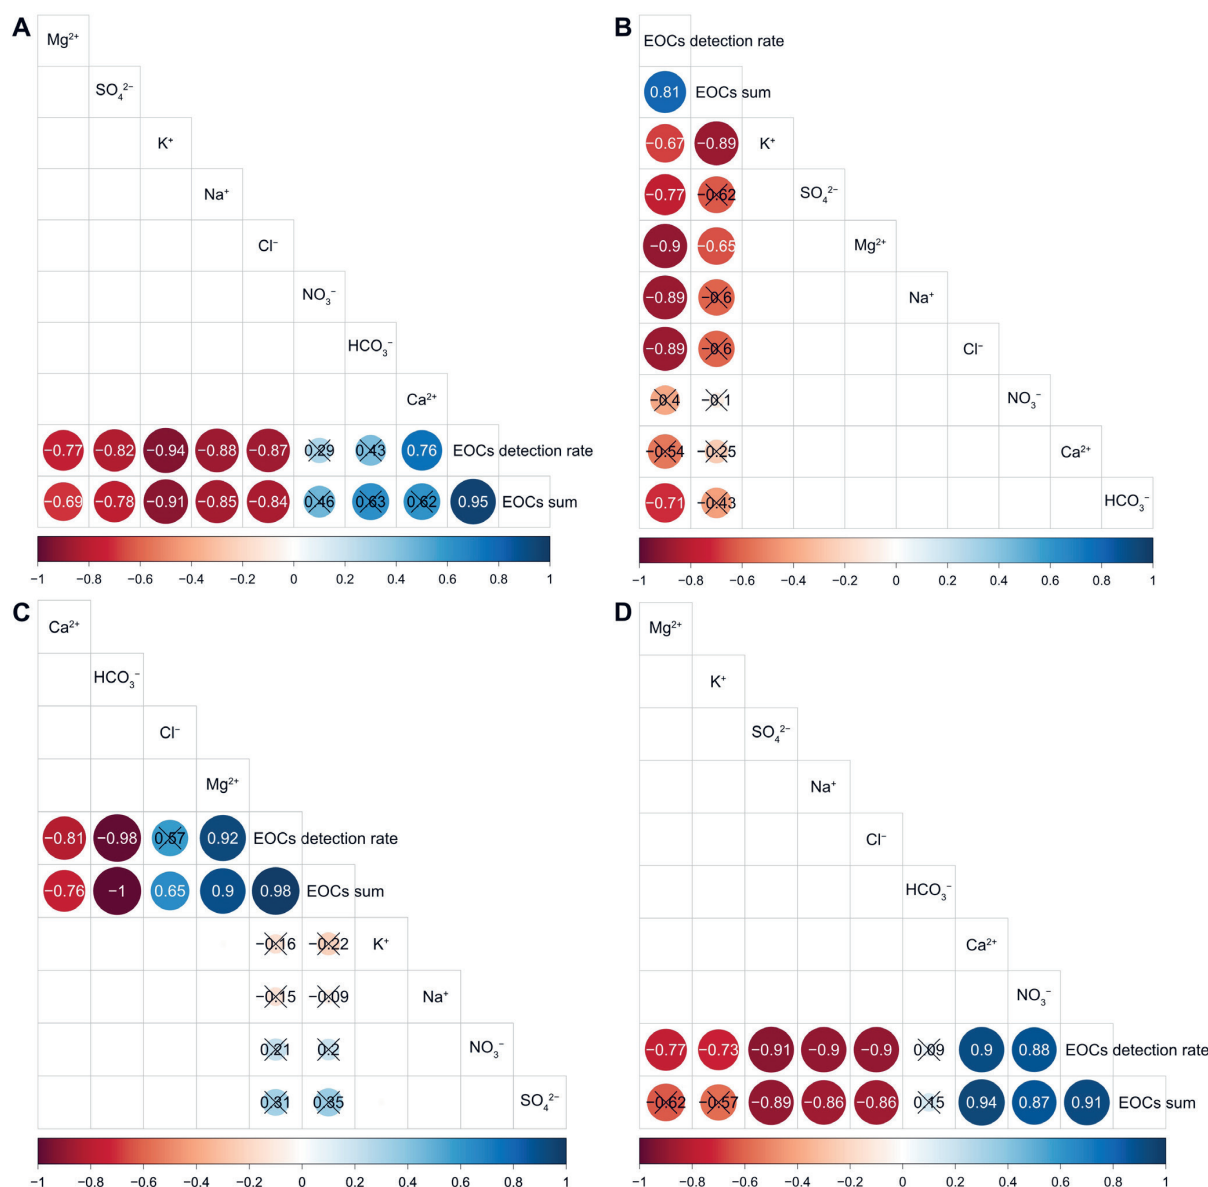 A
Mg²⁺
SO₄²⁻
K⁺
Na⁺
Cl⁻
NO₃⁻
HCO₃⁻
Ca²⁺
−0.77 −0.82 −0.94 −0.88 −0.87 0.29 0.43 0.76 EOCs detection rate
−0.69 −0.78 −0.91 −0.85 −0.84 0.46 0.63 0.62 0.95 EOCs sum
−1 −0.8 −0.6 −0.4 −0.2 0 0.2 0.4 0.6 0.8 1
B
EOCs detection rate
0.81 EOCs sum
−0.67 −0.89 K⁺
−0.77 −0.62 SO₄²⁻
−0.9 −0.65 Mg²⁺
−0.89 −0.6 Na⁺
−0.89 −0.6 Cl⁻
−0.4 −0.1 NO₃⁻
−0.54 −0.25 Ca²⁺
−0.71 −0.43 HCO₃⁻
−1 −0.8 −0.6 −0.4 −0.2 0 0.2 0.4 0.6 0.8 1
C
Ca²⁺
HCO₃⁻
Cl⁻
Mg²⁺
−0.81 −0.98 0.57 0.92 EOCs detection rate
−0.76 −1 0.65 0.9 0.98 EOCs sum
−0.16 −0.22 K⁺
−0.15 −0.09 Na⁺
0.21 0.2 NO₃⁻
0.31 0.35 SO₄²⁻
−1 −0.8 −0.6 −0.4 −0.2 0 0.2 0.4 0.6 0.8 1
D
Mg²⁺
K⁺
SO₄²⁻
Na⁺
Cl⁻
HCO₃⁻
Ca²⁺
NO₃⁻
−0.77 −0.73 −0.91 −0.9 −0.9 0.09 0.9 0.88 EOCs detection rate
−0.62 −0.57 −0.89 −0.86 −0.86 0.15 0.94 0.87 0.91 EOCs sum
−1 −0.8 −0.6 −0.4 −0.2 0 0.2 0.4 0.6 0.8 1